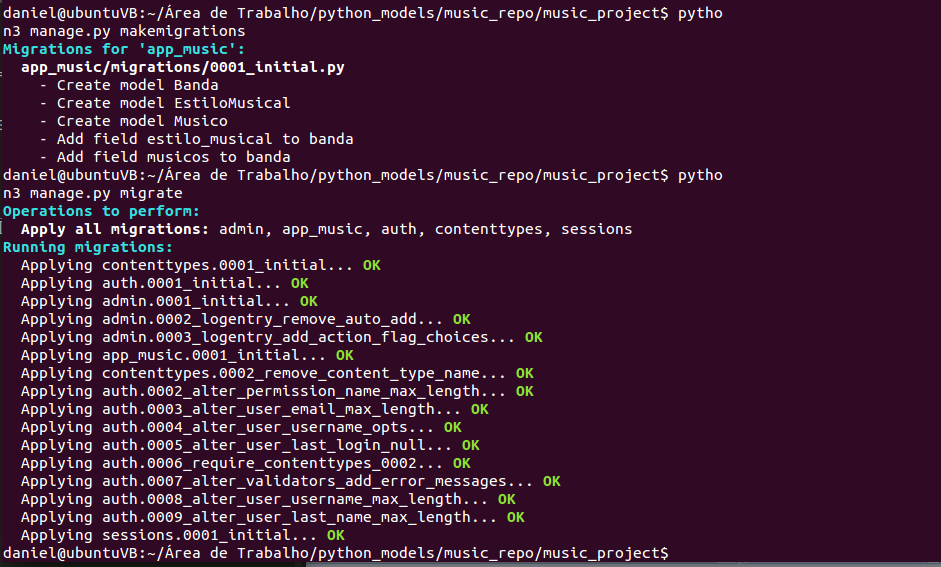 daniel@ubuntuVB:~/Área de Trabalho/python_models/music_repo/music_project$ pytho
n3 manage.py makemigrations
Migrations for 'app_music':
  app_music/migrations/0001_initial.py
    - Create model Banda
    - Create model EstiloMusical
    - Create model Musico
    - Add field estilo_musical to banda
    - Add field musicos to banda
daniel@ubuntuVB:~/Área de Trabalho/python_models/music_repo/music_project$ pytho
n3 manage.py migrate
Operations to perform:
  Apply all migrations: admin, app_music, auth, contenttypes, sessions
Running migrations:
  Applying contenttypes.0001_initial... OK
  Applying auth.0001_initial... OK
  Applying admin.0001_initial... OK
  Applying admin.0002_logentry_remove_auto_add... OK
  Applying admin.0003_logentry_add_action_flag_choices... OK
  Applying app_music.0001_initial... OK
  Applying contenttypes.0002_remove_content_type_name... OK
  Applying auth.0002_alter_permission_name_max_length... OK
  Applying auth.0003_alter_user_email_max_length... OK
  Applying auth.0004_alter_user_username_opts... OK
  Applying auth.0005_alter_user_last_login_null... OK
  Applying auth.0006_require_contenttypes_0002... OK
  Applying auth.0007_alter_validators_add_error_messages... OK
  Applying auth.0008_alter_user_username_max_length... OK
  Applying auth.0009_alter_user_last_name_max_length... OK
  Applying sessions.0001_initial... OK
daniel@ubuntuVB:~/Área de Trabalho/python_models/music_repo/music_project$